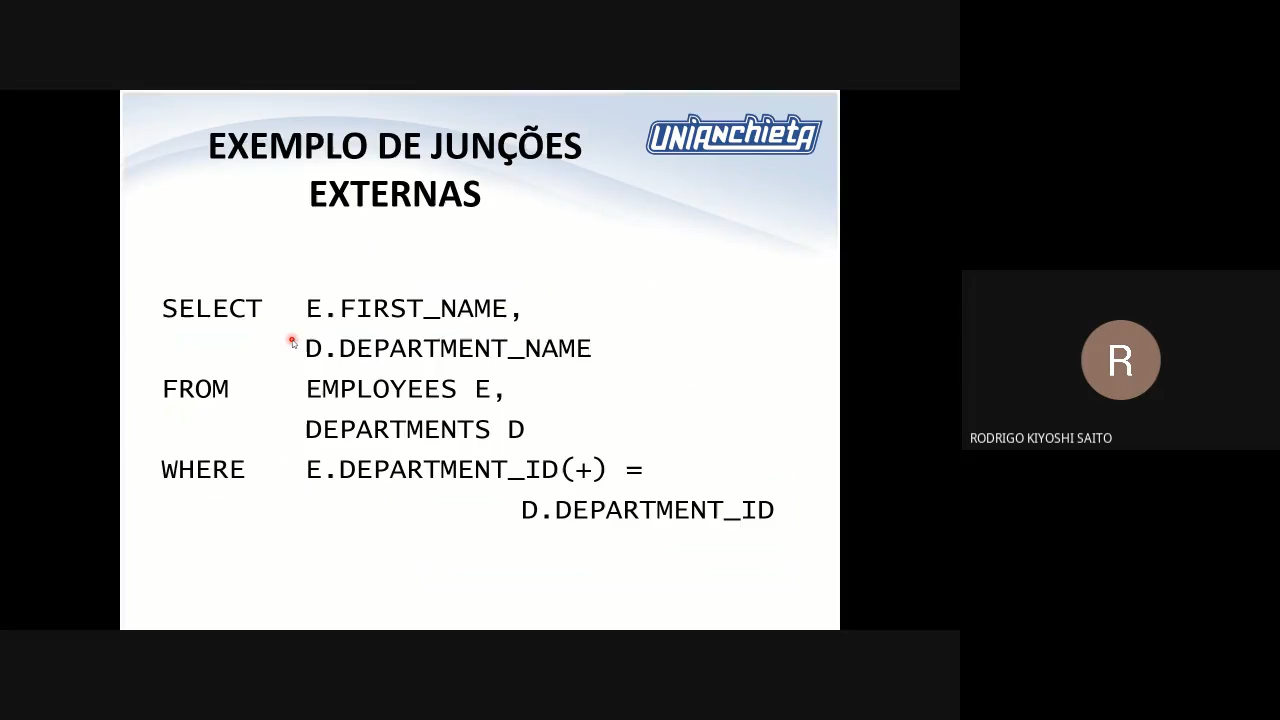 EXEMPLO DE JUNÇÕES
EXTERNAS
UNIANCHIETA
SELECT E.FIRST_NAME,
D.DEPARTMENT_NAME
FROM EMPLOYEES E,
DEPARTMENTS D
WHERE E.DEPARTMENT_ID(+) =
D.DEPARTMENT_ID
R
RODRIGO KIYOSHI SAITO